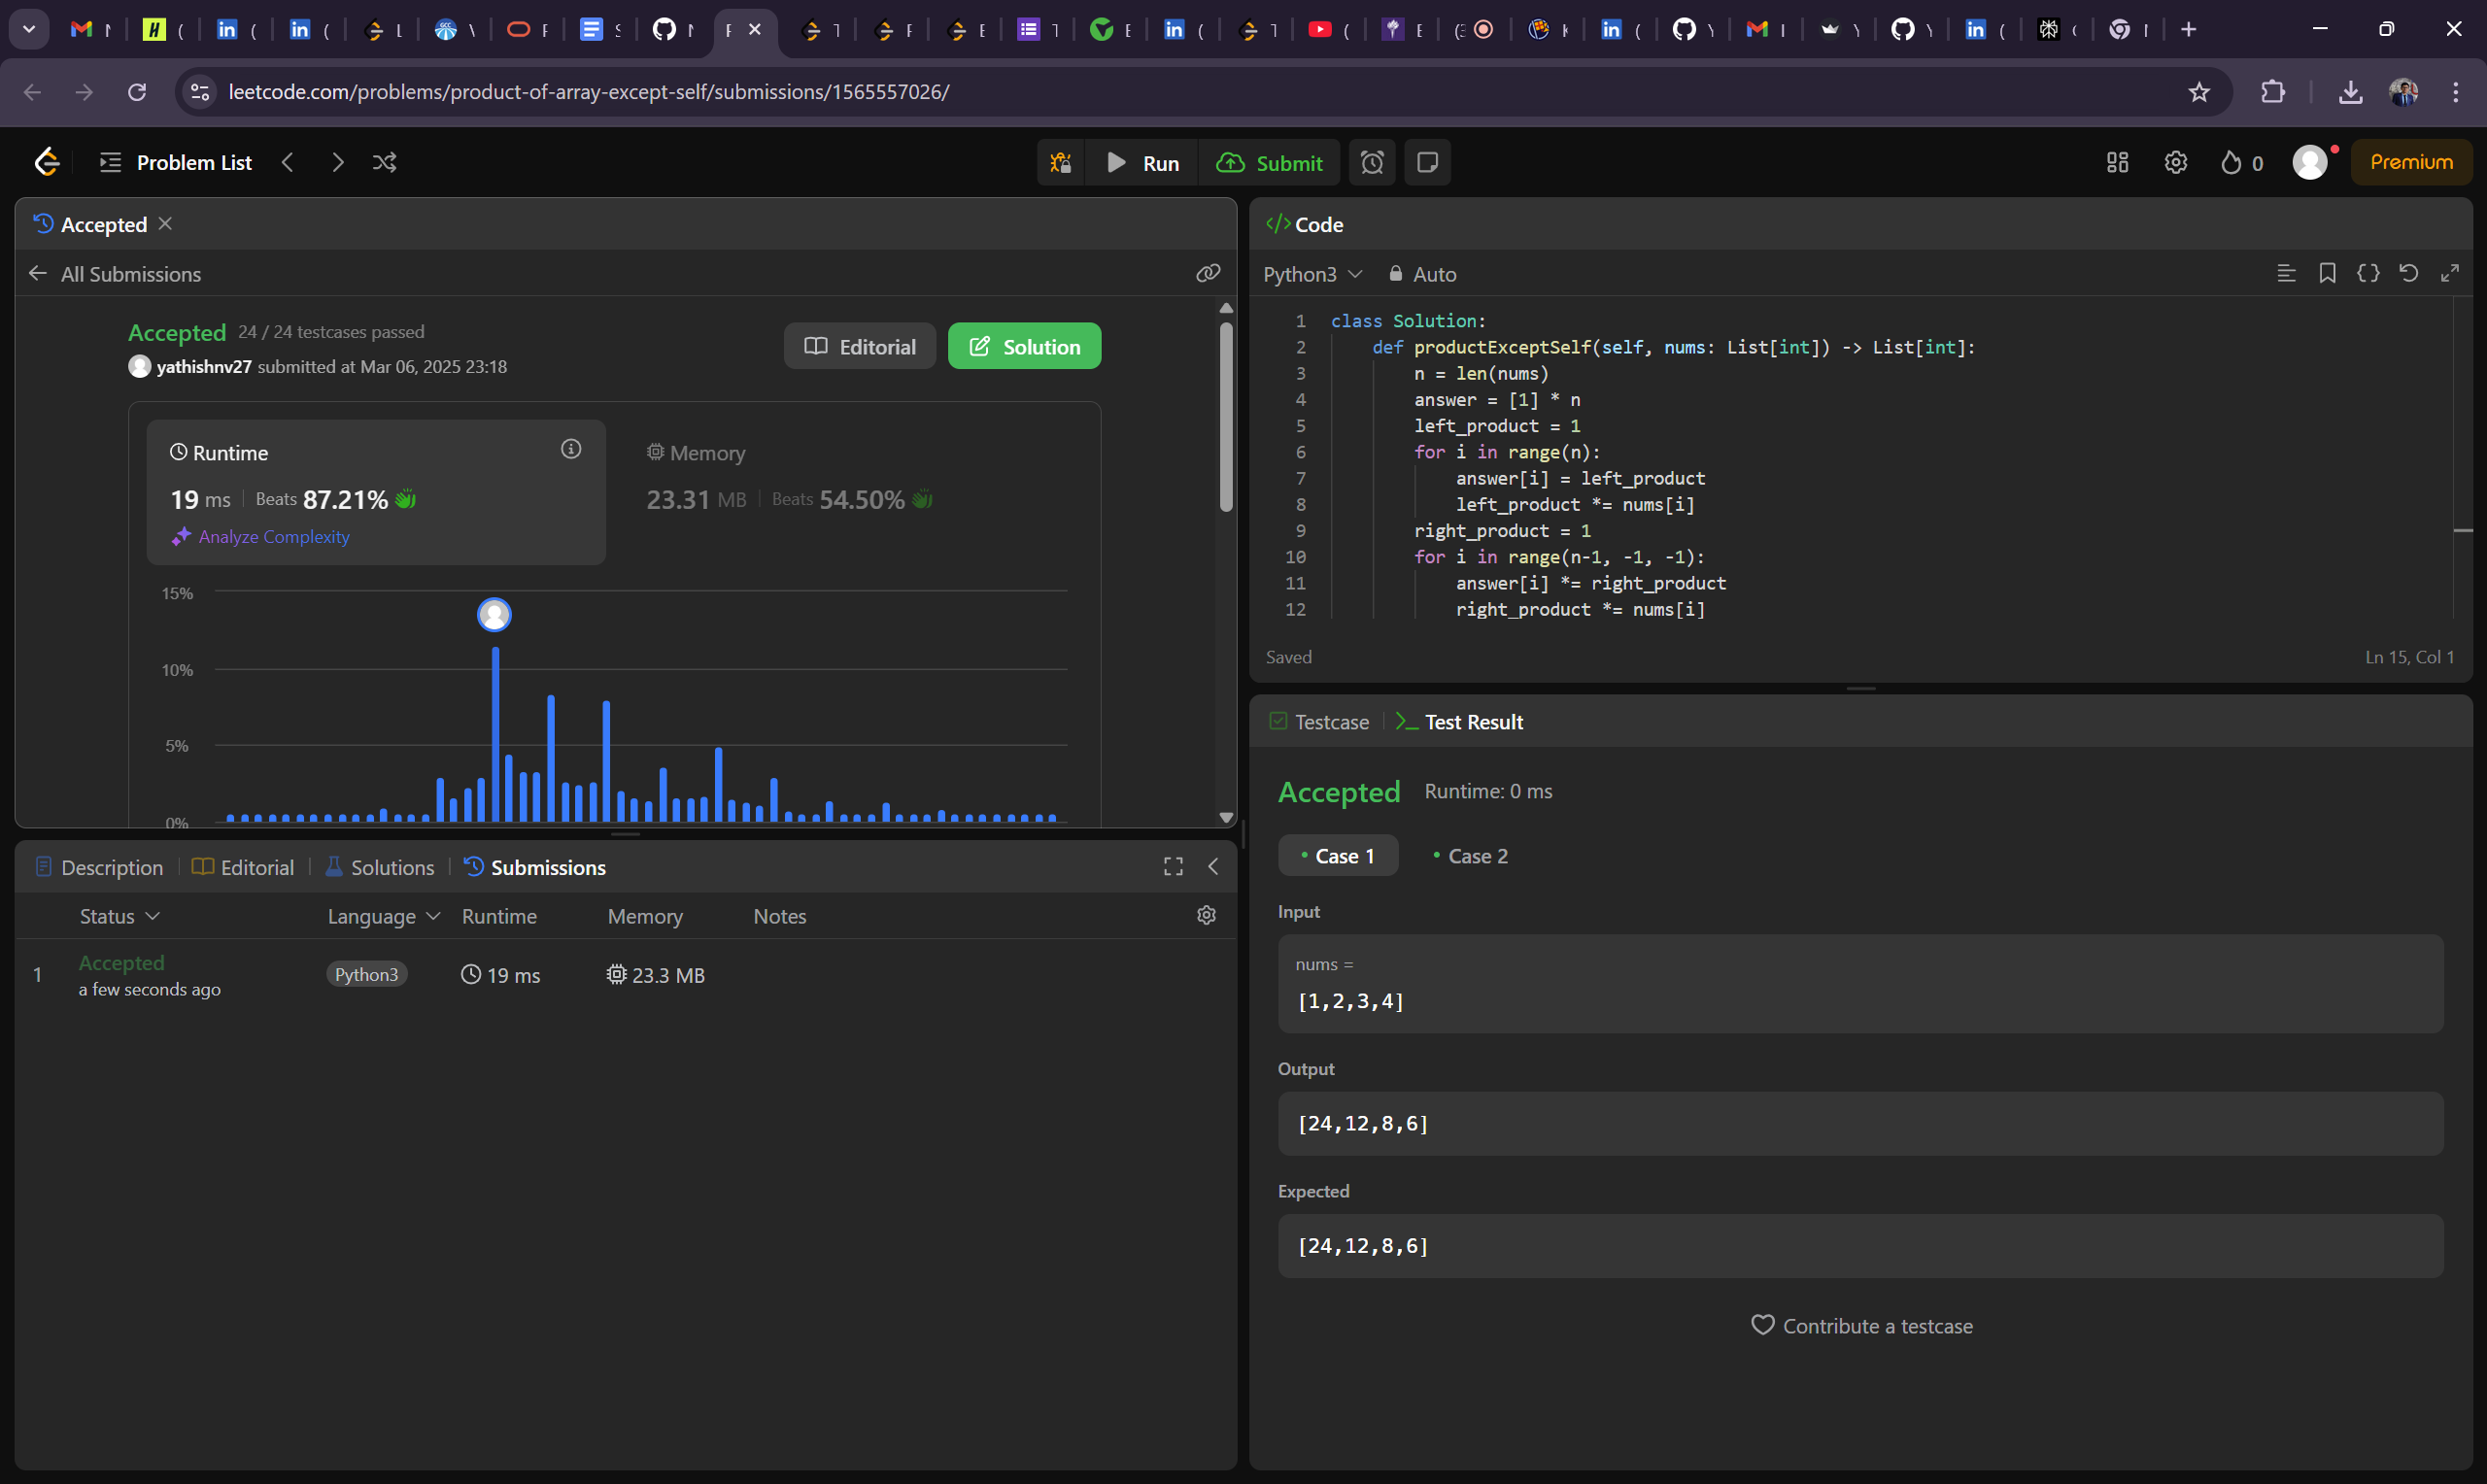 leetcode.com/problems/product-of-array-except-self/submissions/1565557026/
Problem List
Run
Submit
0
Premium
Accepted
All Submissions
Accepted 24 / 24 testcases passed
yathishnv27 submitted at Mar 06, 2025 23:18
Editorial
Solution
Runtime
19 ms | Beats 87.21%
Analyze Complexity
Memory
23.31 MB | Beats 54.50%
15%
10%
5%
0%
Description | Editorial | Solutions | Submissions
Status Language Runtime Memory Notes
1 Accepted Python3 19 ms 23.3 MB
a few seconds ago
</> Code
Python3 Auto
1 class Solution:
2 def productExceptSelf(self, nums: List[int]) -> List[int]:
3 n = len(nums)
4 answer = [1] * n
5 left_product = 1
6 for i in range(n):
7 answer[i] = left_product
8 left_product *= nums[i]
9 right_product = 1
10 for i in range(n-1, -1, -1):
11 answer[i] *= right_product
12 right_product *= nums[i]
Saved
Ln 15, Col 1
Testcase | >_ Test Result
Accepted Runtime: 0 ms
• Case 1 • Case 2
Input
nums =
[1,2,3,4]
Output
[24,12,8,6]
Expected
[24,12,8,6]
Contribute a testcase